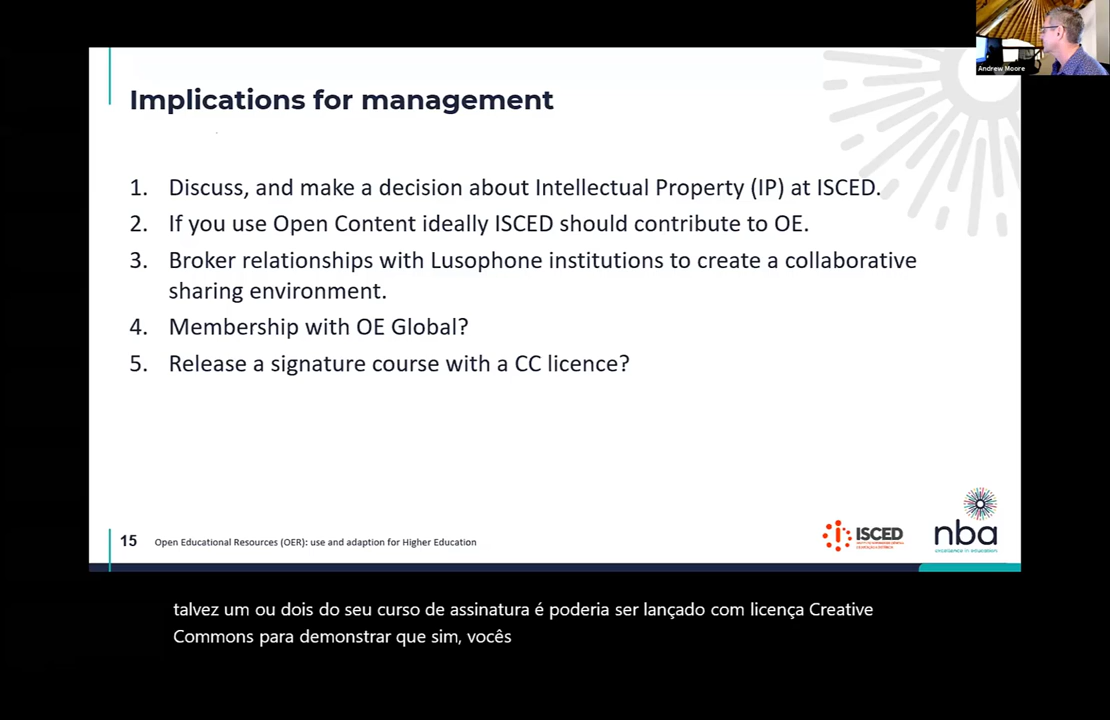 Andrew Moore
Implications for management
1. Discuss, and make a decision about Intellectual Property (IP) at ISCED.
2. If you use Open Content ideally ISCED should contribute to OE.
3. Broker relationships with Lusophone institutions to create a collaborative
sharing environment.
4. Membership with OE Global?
5. Release a signature course with a CC licence?
15 Open Educational Resources (OER): use and adaption for Higher Education
ISCED
nba
excellence in education
talvez um ou dois do seu curso de assinatura é poderia ser lançado com licença Creative
Commons para demonstrar que sim, vocês